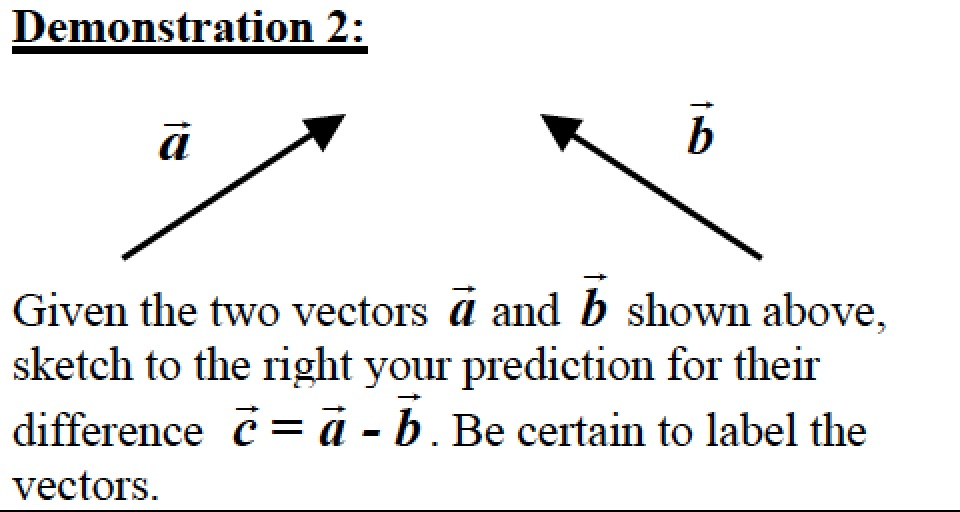 Demonstration 2:
a⃗ b⃗
Given the two vectors a⃗ and b⃗ shown above,
sketch to the right your prediction for their
difference c⃗ = a⃗ - b⃗. Be certain to label the
vectors.